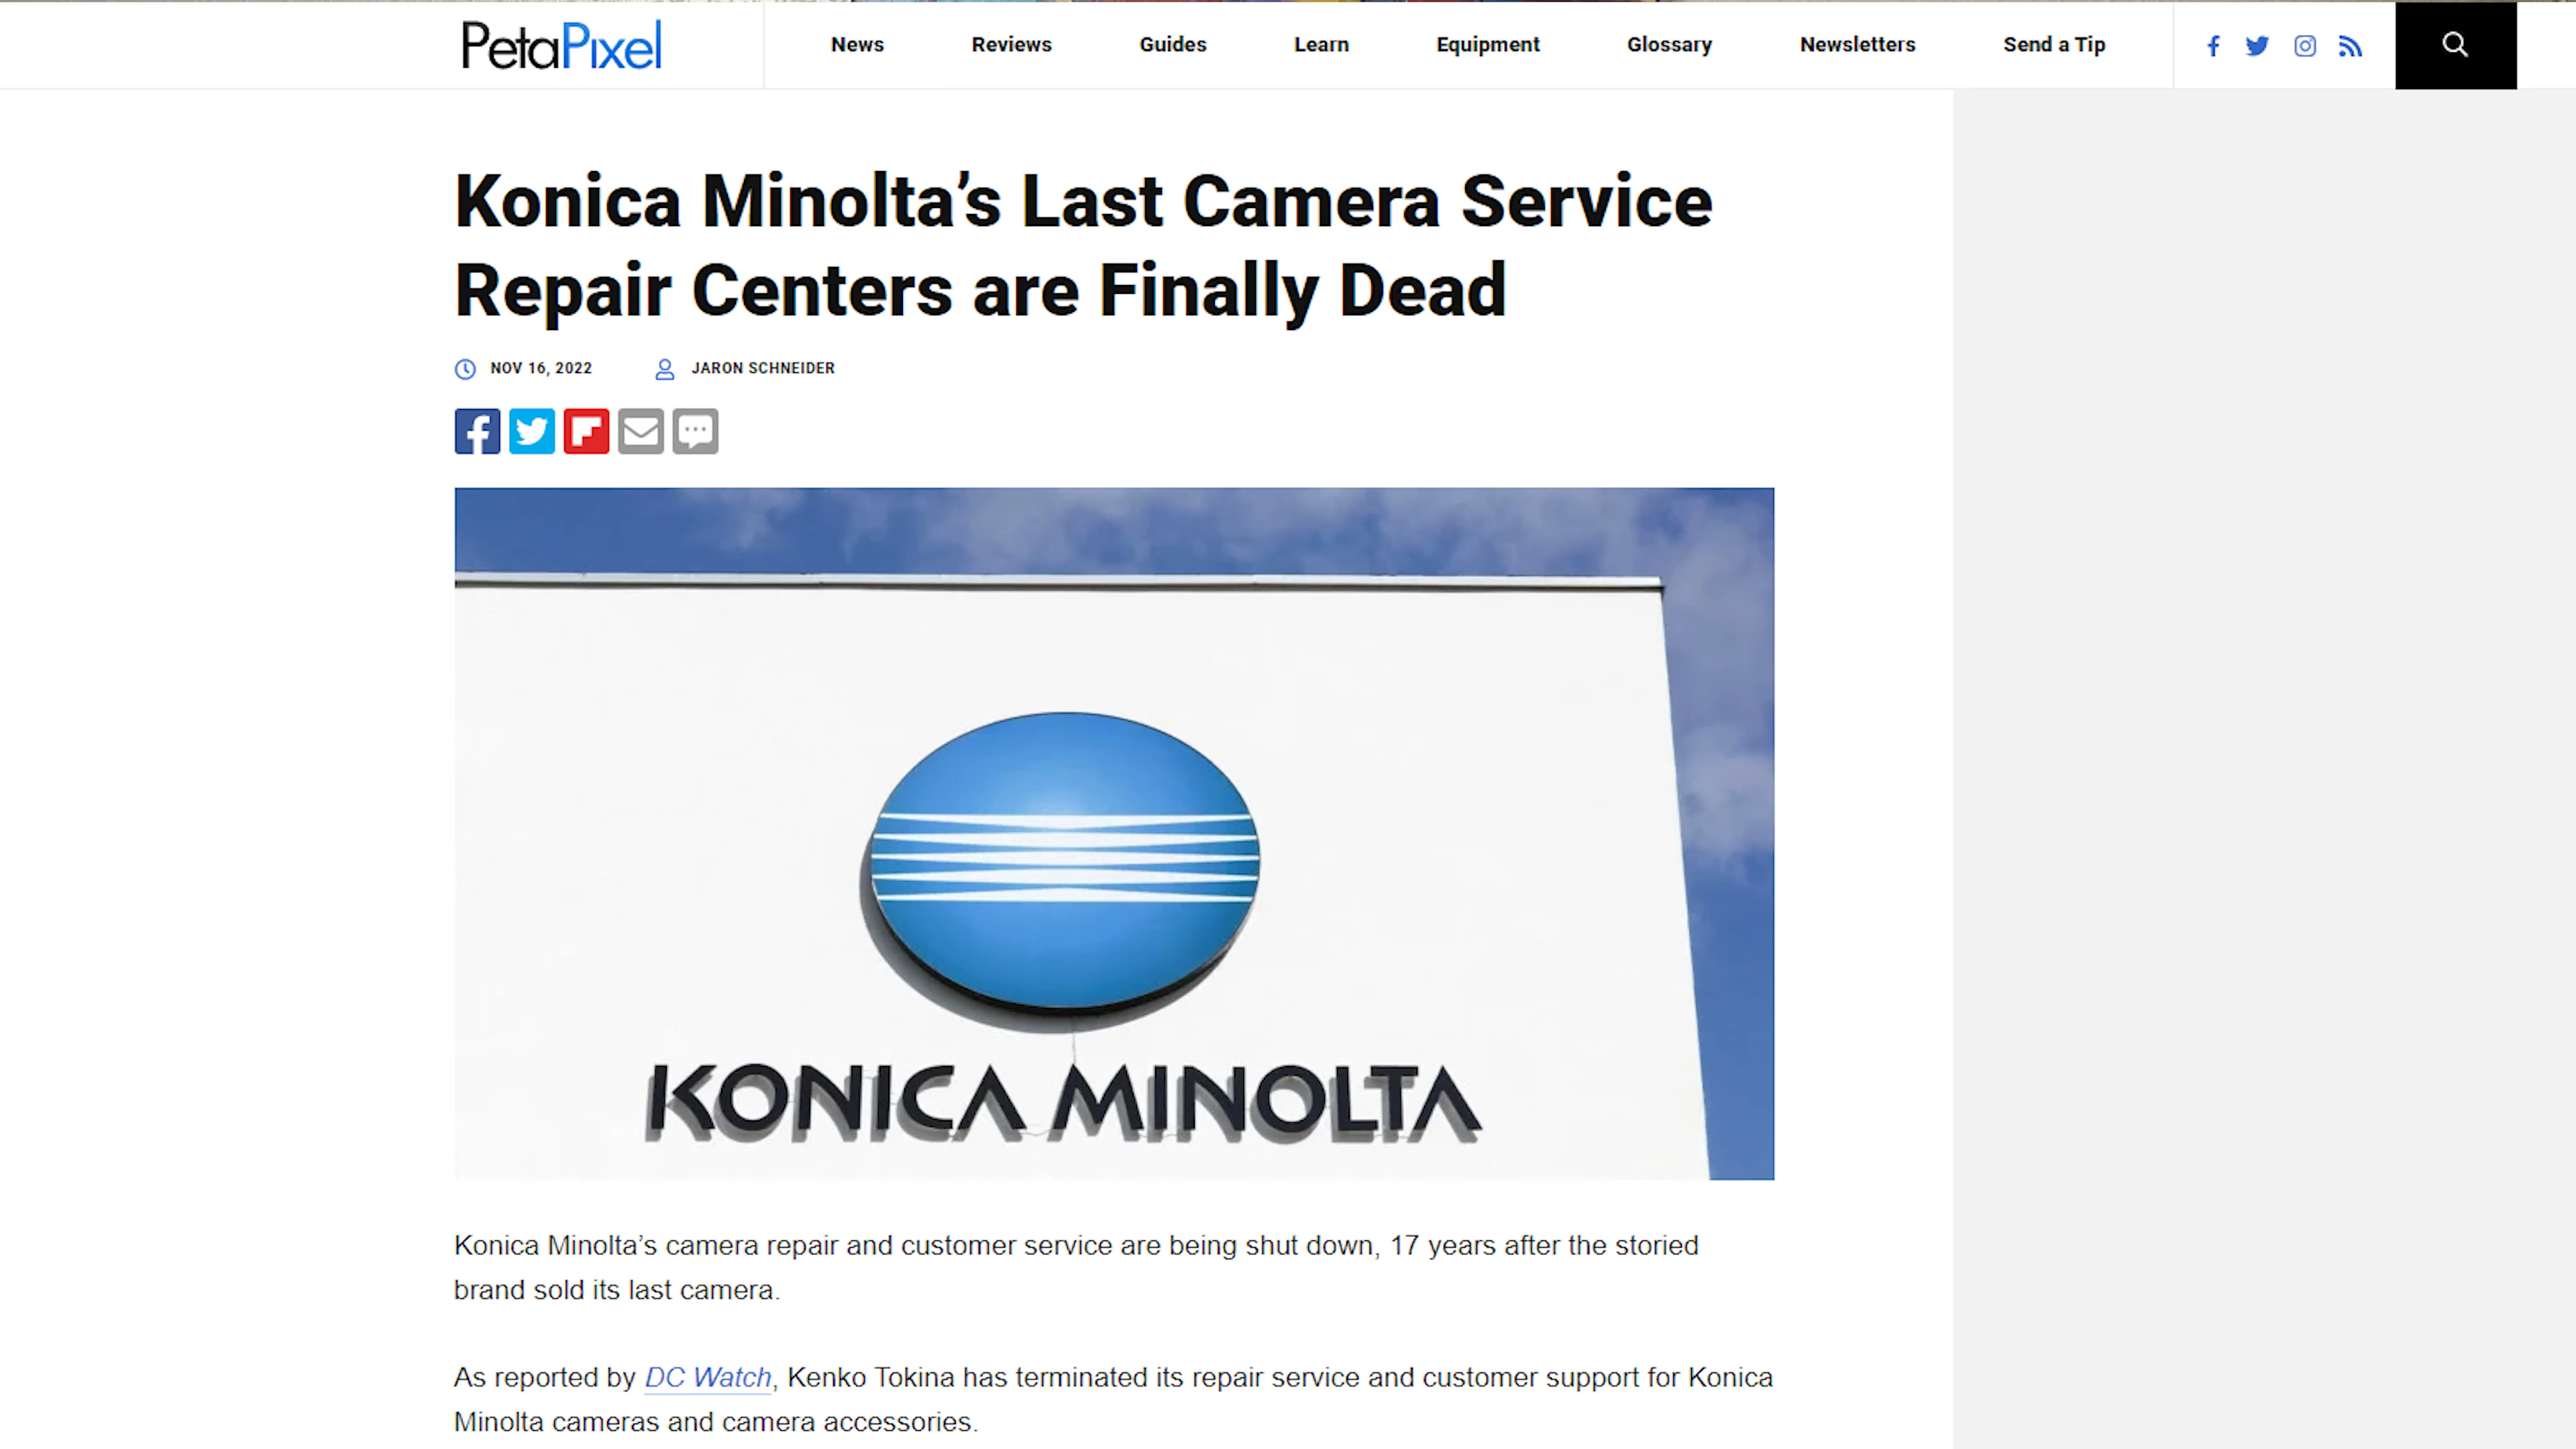 PetaPixel
News Reviews Guides Learn Equipment Glossary Newsletters Send a Tip
Konica Minolta’s Last Camera Service
Repair Centers are Finally Dead
NOV 16, 2022 JARON SCHNEIDER
KONICA MINOLTA
Konica Minolta’s camera repair and customer service are being shut down, 17 years after the storied
brand sold its last camera.
As reported by DC Watch, Kenko Tokina has terminated its repair service and customer support for Konica
Minolta cameras and camera accessories.